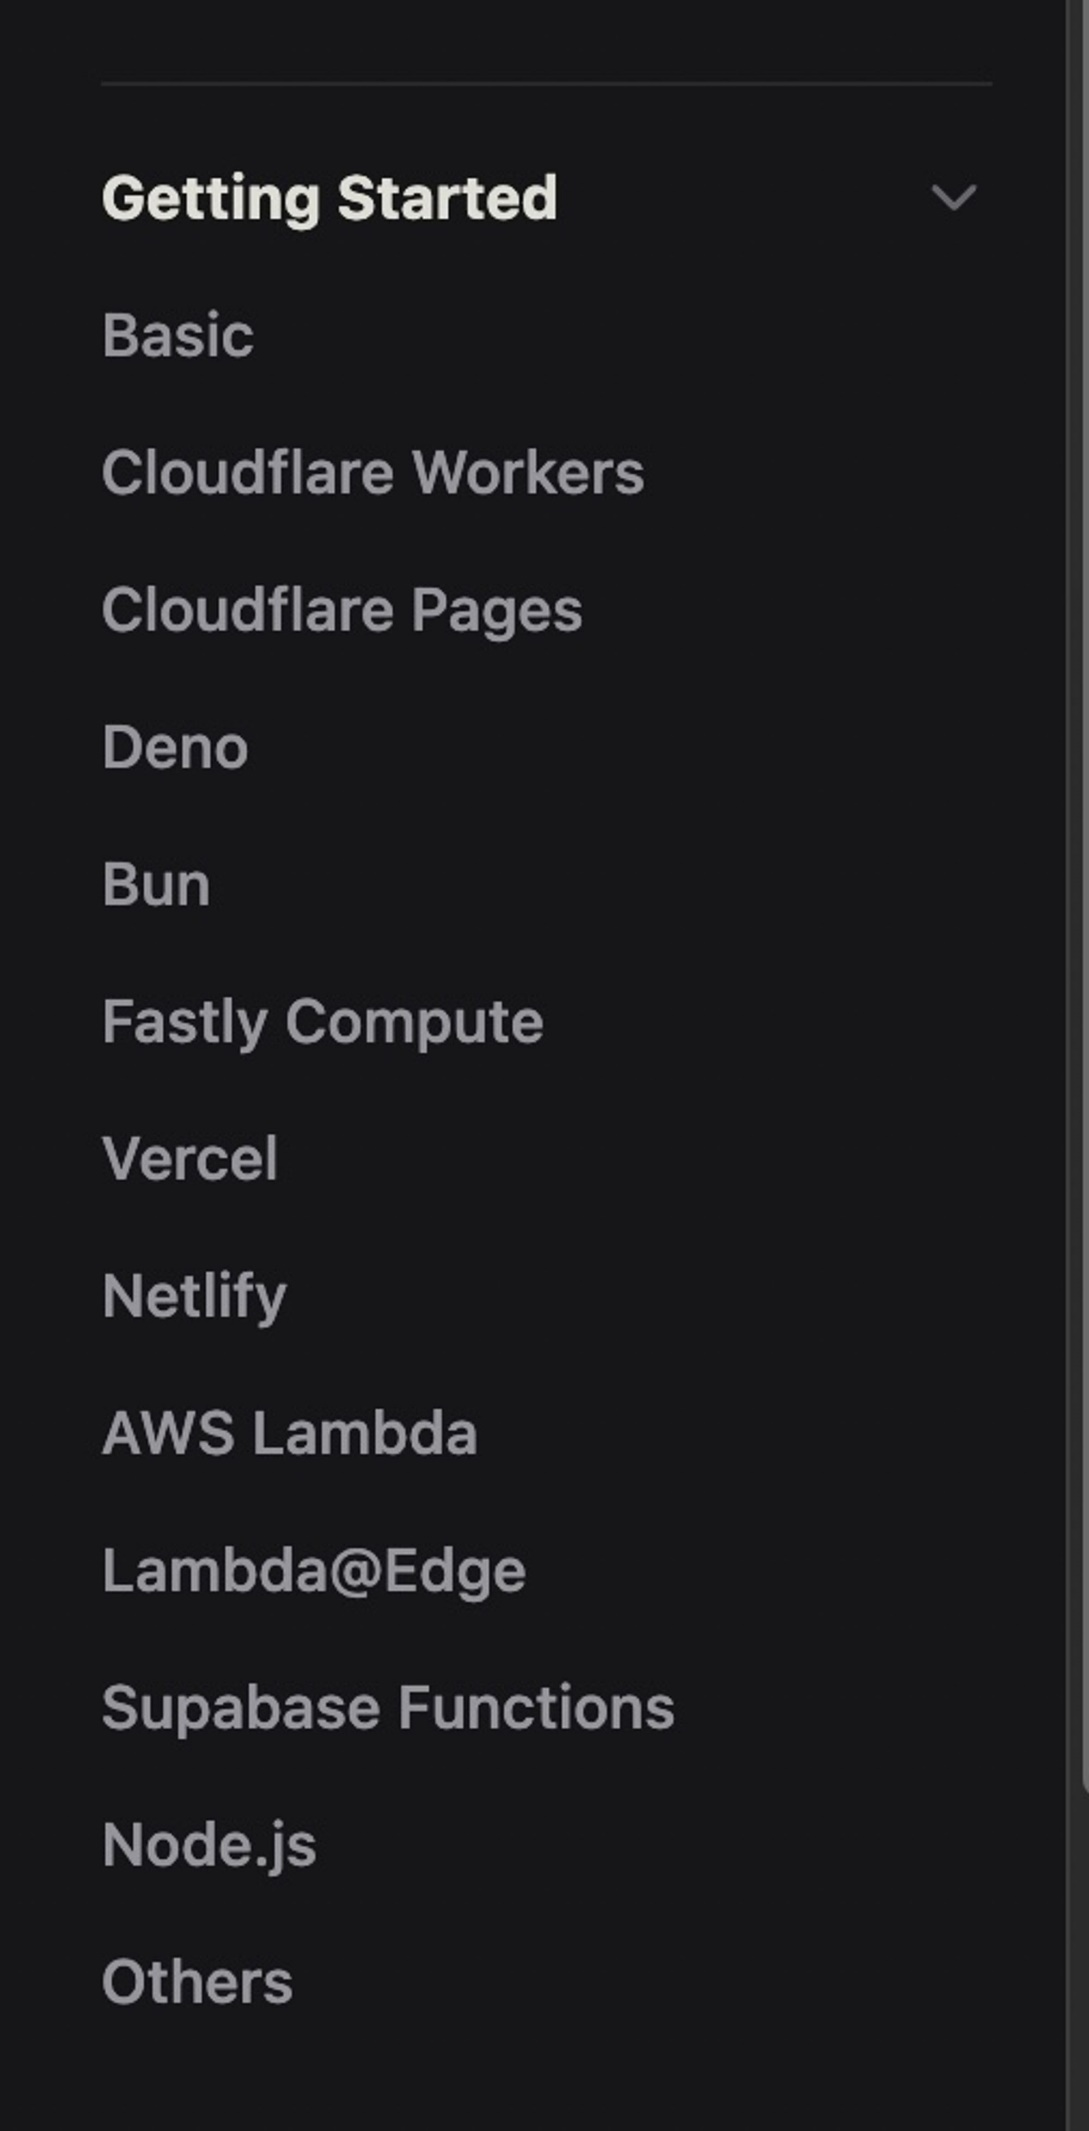 Getting Started
Basic
Cloudflare Workers
Cloudflare Pages
Deno
Bun
Fastly Compute
Vercel
Netlify
AWS Lambda
Lambda@Edge
Supabase Functions
Node.js
Others